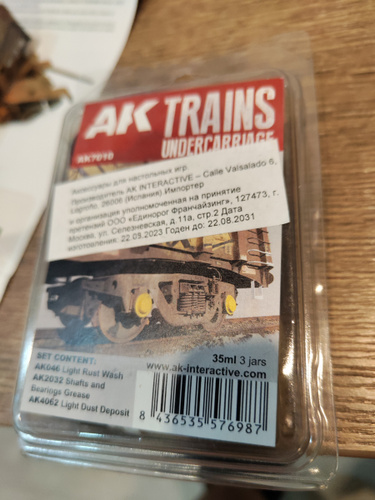 AK TRAINS
UNDERCARRIAGE
AK7010
Аксессуары для настольных игр.
Производитель AK INTERACTIVE – Calle Valsalado 6,
Logroño, 26006 (Испания).Импортер
и организация уполномоченная на принятие
претензий ООО «Единорог Франчайзинг», 127473, г.
Москва, ул. Селезневская, д.11а, стр.2 Дата
изготовления: 22.09.2023 Годен до: 22.08.2031
SET CONTENT:
AK046 Light Rust Wash
AK2032 Shafts and
Bearings Grease
AK4062 Light Dust Deposit
35ml 3 jars
www.ak-interactive.com
8 436535 576987